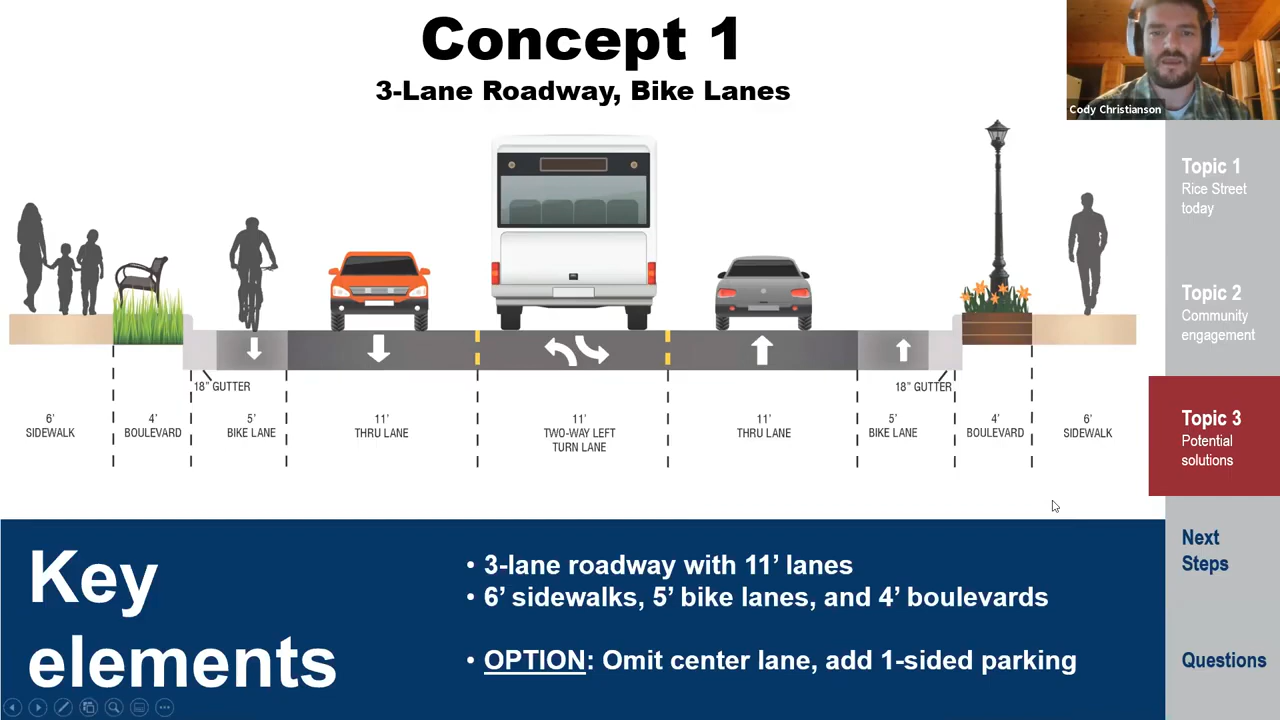 Concept 1
3-Lane Roadway, Bike Lanes
Cody Christianson
Topic 1
Rice Street
today
Topic 2
Community
engagement
Topic 3
Potential
solutions
Next
Steps
Questions
18” GUTTER
18” GUTTER
6’
SIDEWALK
4’
BOULEVARD
5’
BIKE LANE
11’
THRU LANE
11’
TWO-WAY LEFT
TURN LANE
11’
THRU LANE
5’
BIKE LANE
4’
BOULEVARD
6’
SIDEWALK
Key
elements
• 3-lane roadway with 11’ lanes
• 6’ sidewalks, 5’ bike lanes, and 4’ boulevards
• OPTION: Omit center lane, add 1-sided parking